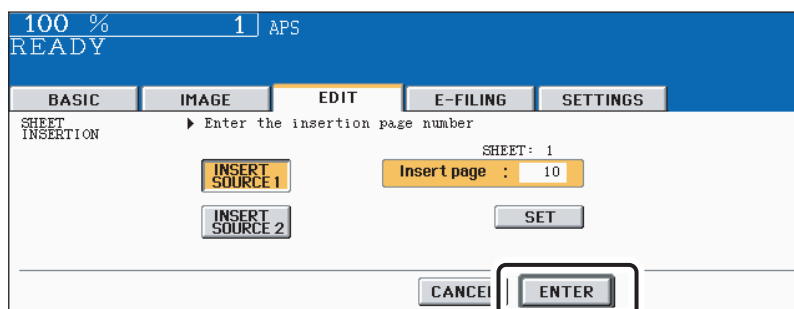 100 % 1 APS
READY
BASIC IMAGE EDIT E-FILING SETTINGS
SHEET INSERTION
▶ Enter the insertion page number
SHEET: 1
INSERT SOURCE 1
Insert page : 10
INSERT SOURCE 2
SET
CANCEL ENTER